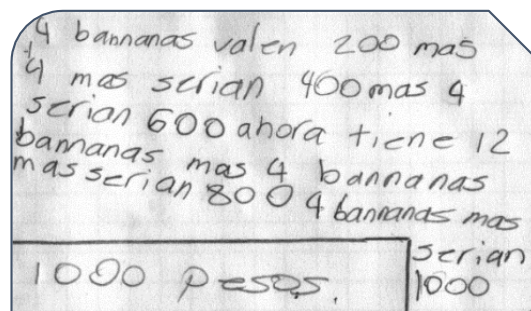 4 bannanas valen 200 mas
+
4 mas serian 400 mas 4
serian 600 ahora tiene 12
bannanas mas 4 bannanas
mas serian 800 4 bannanas mas
serian
1000
1000 pesos.